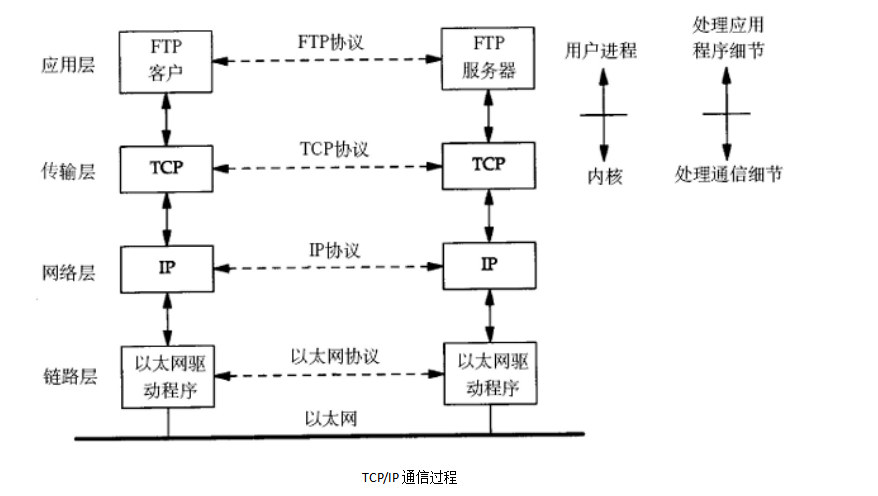 应用层
FTP
客户
FTP协议
FTP
服务器
用户进程
处理应用
程序细节
传输层
TCP
TCP协议
TCP
内核
处理通信细节
网络层
IP
IP协议
IP
链路层
以太网驱
动程序
以太网协议
以太网驱
动程序
以太网
TCP/IP 通信过程